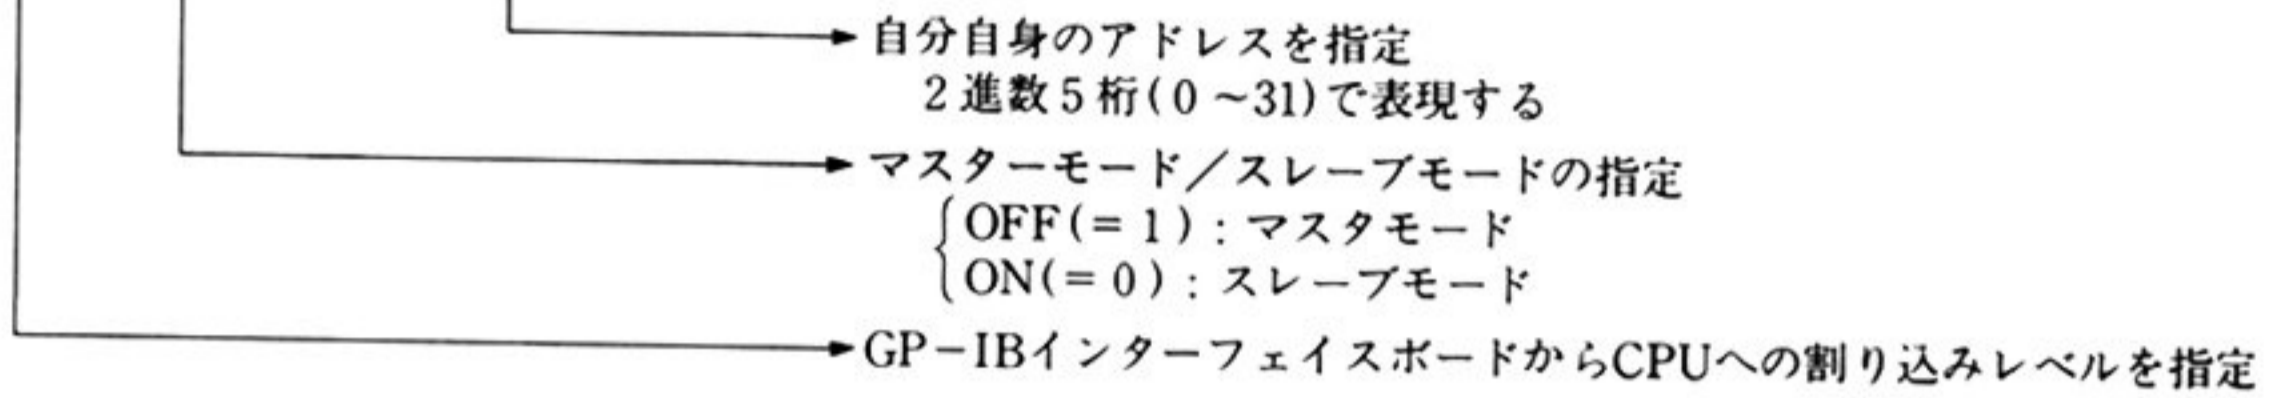 自分自身のアドレスを指定
2進数5桁(0~31)で表現する
マスターモード/スレーブモードの指定
OFF(=1):マスタモード
ON(=0):スレーブモード
GP-IBインターフェイスボードからCPUへの割り込みレベルを指定